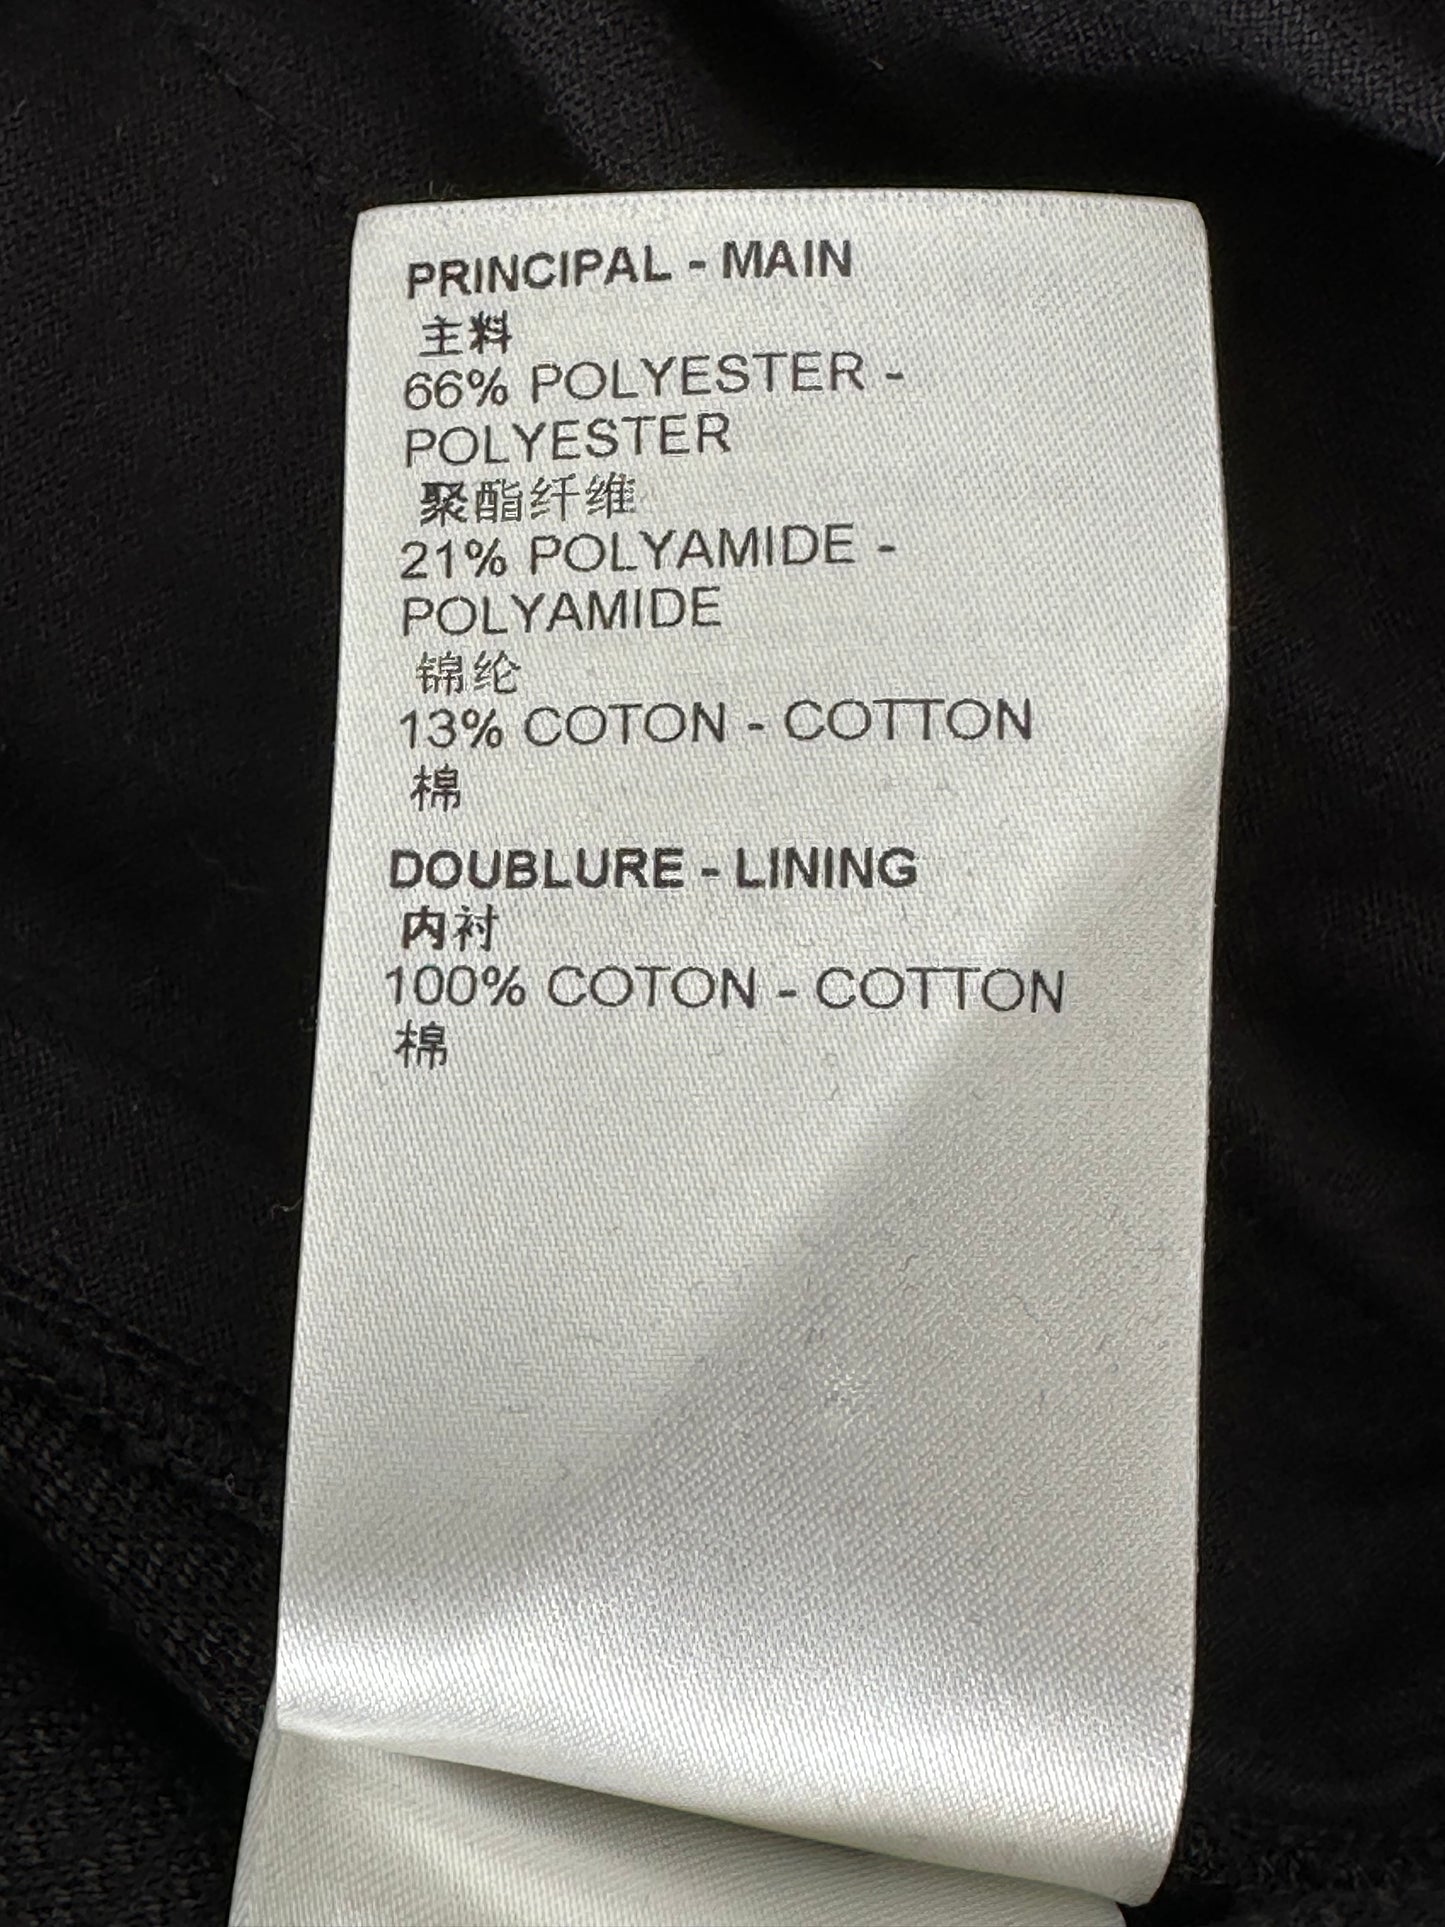 PRINCIPAL - MAIN
主料
66% POLYESTER -
POLYESTER
聚酯纤维
21% POLYAMIDE -
POLYAMIDE
锦纶
13% COTON - COTTON
棉
DOUBLURE - LINING
内衬
100% COTON - COTTON
棉